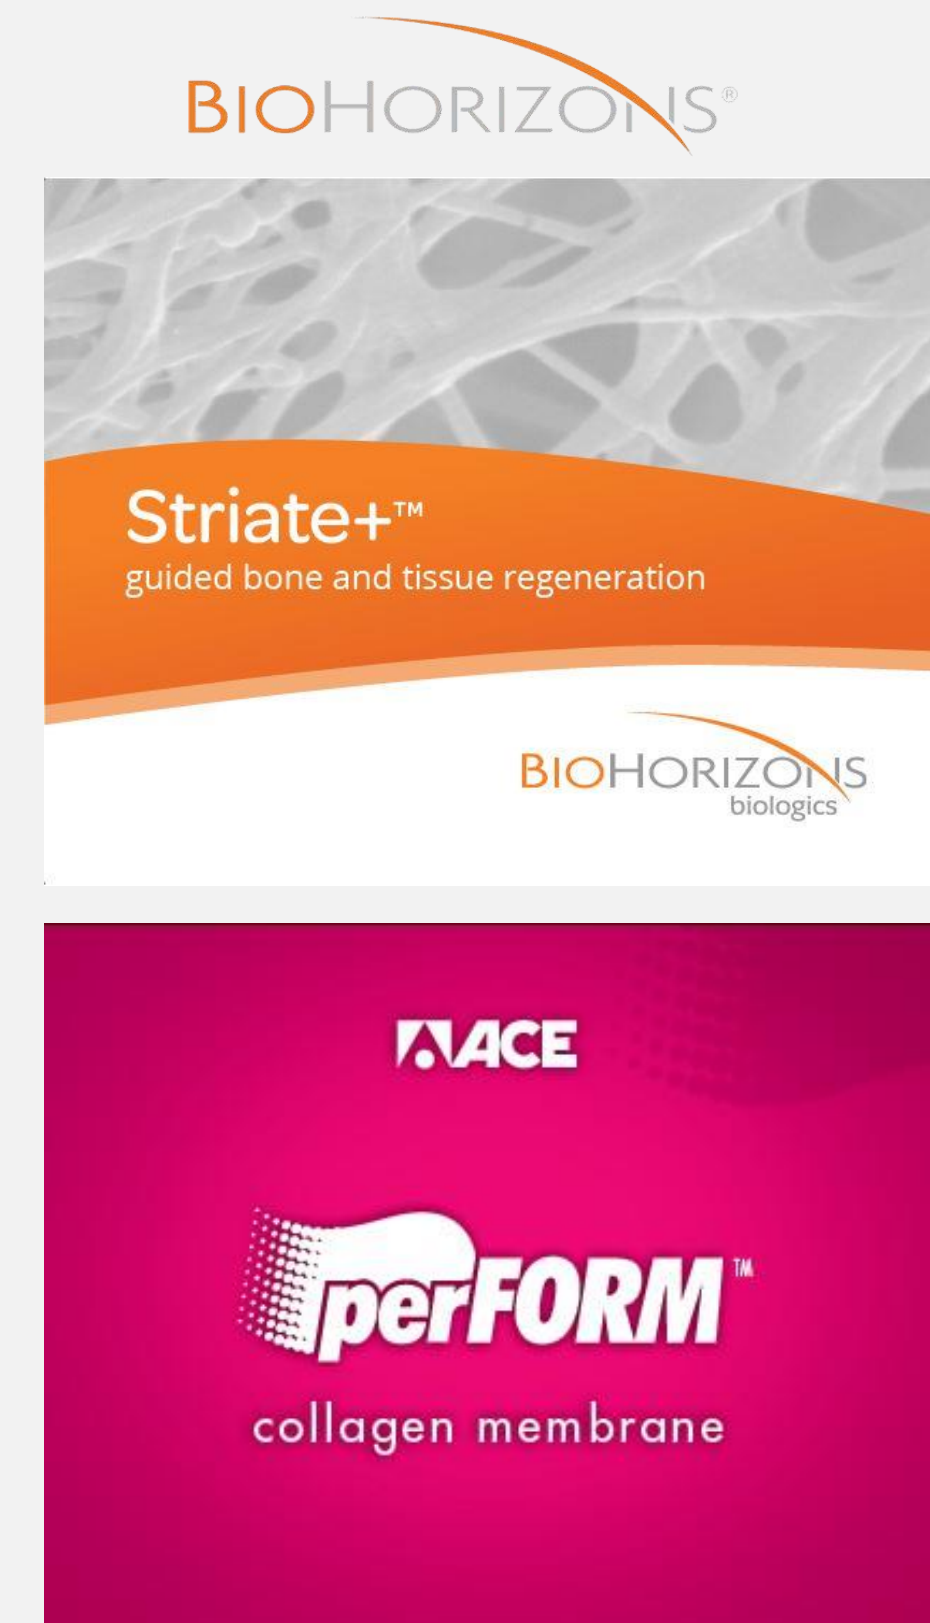 BIOHORIZONS®
Striate+™
guided bone and tissue regeneration
BIOHORIZONS
biologics
ACE
perFORM™
collagen membrane